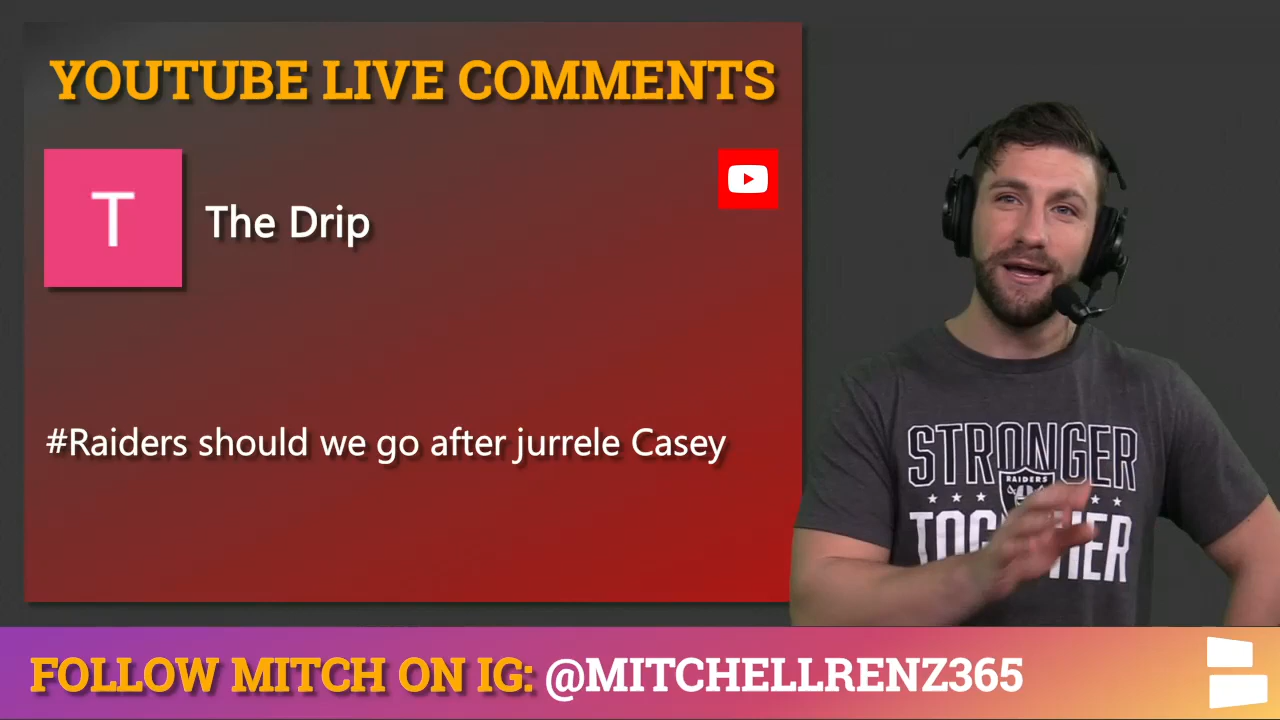 YOUTUBE LIVE COMMENTS
T
The Drip
#Raiders should we go after jurrele Casey
STRONGER
RAIDERS
TOGETHER
FOLLOW MITCH ON IG: @MITCHELLRENZ365